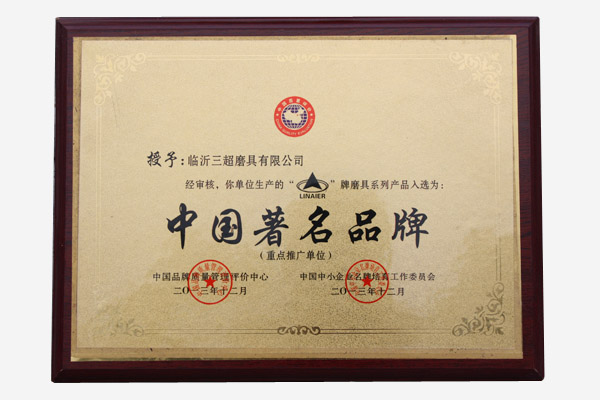 授予：临沂三超磨具有限公司
经审核，你单位生产的“LINAIER”牌磨具系列产品入选为：
中国著名品牌
（重点推广单位）
中国品牌质量管理评价中心 中国中小企业名牌培育工作委员会
二〇一三年十二月 二〇一三年十二月